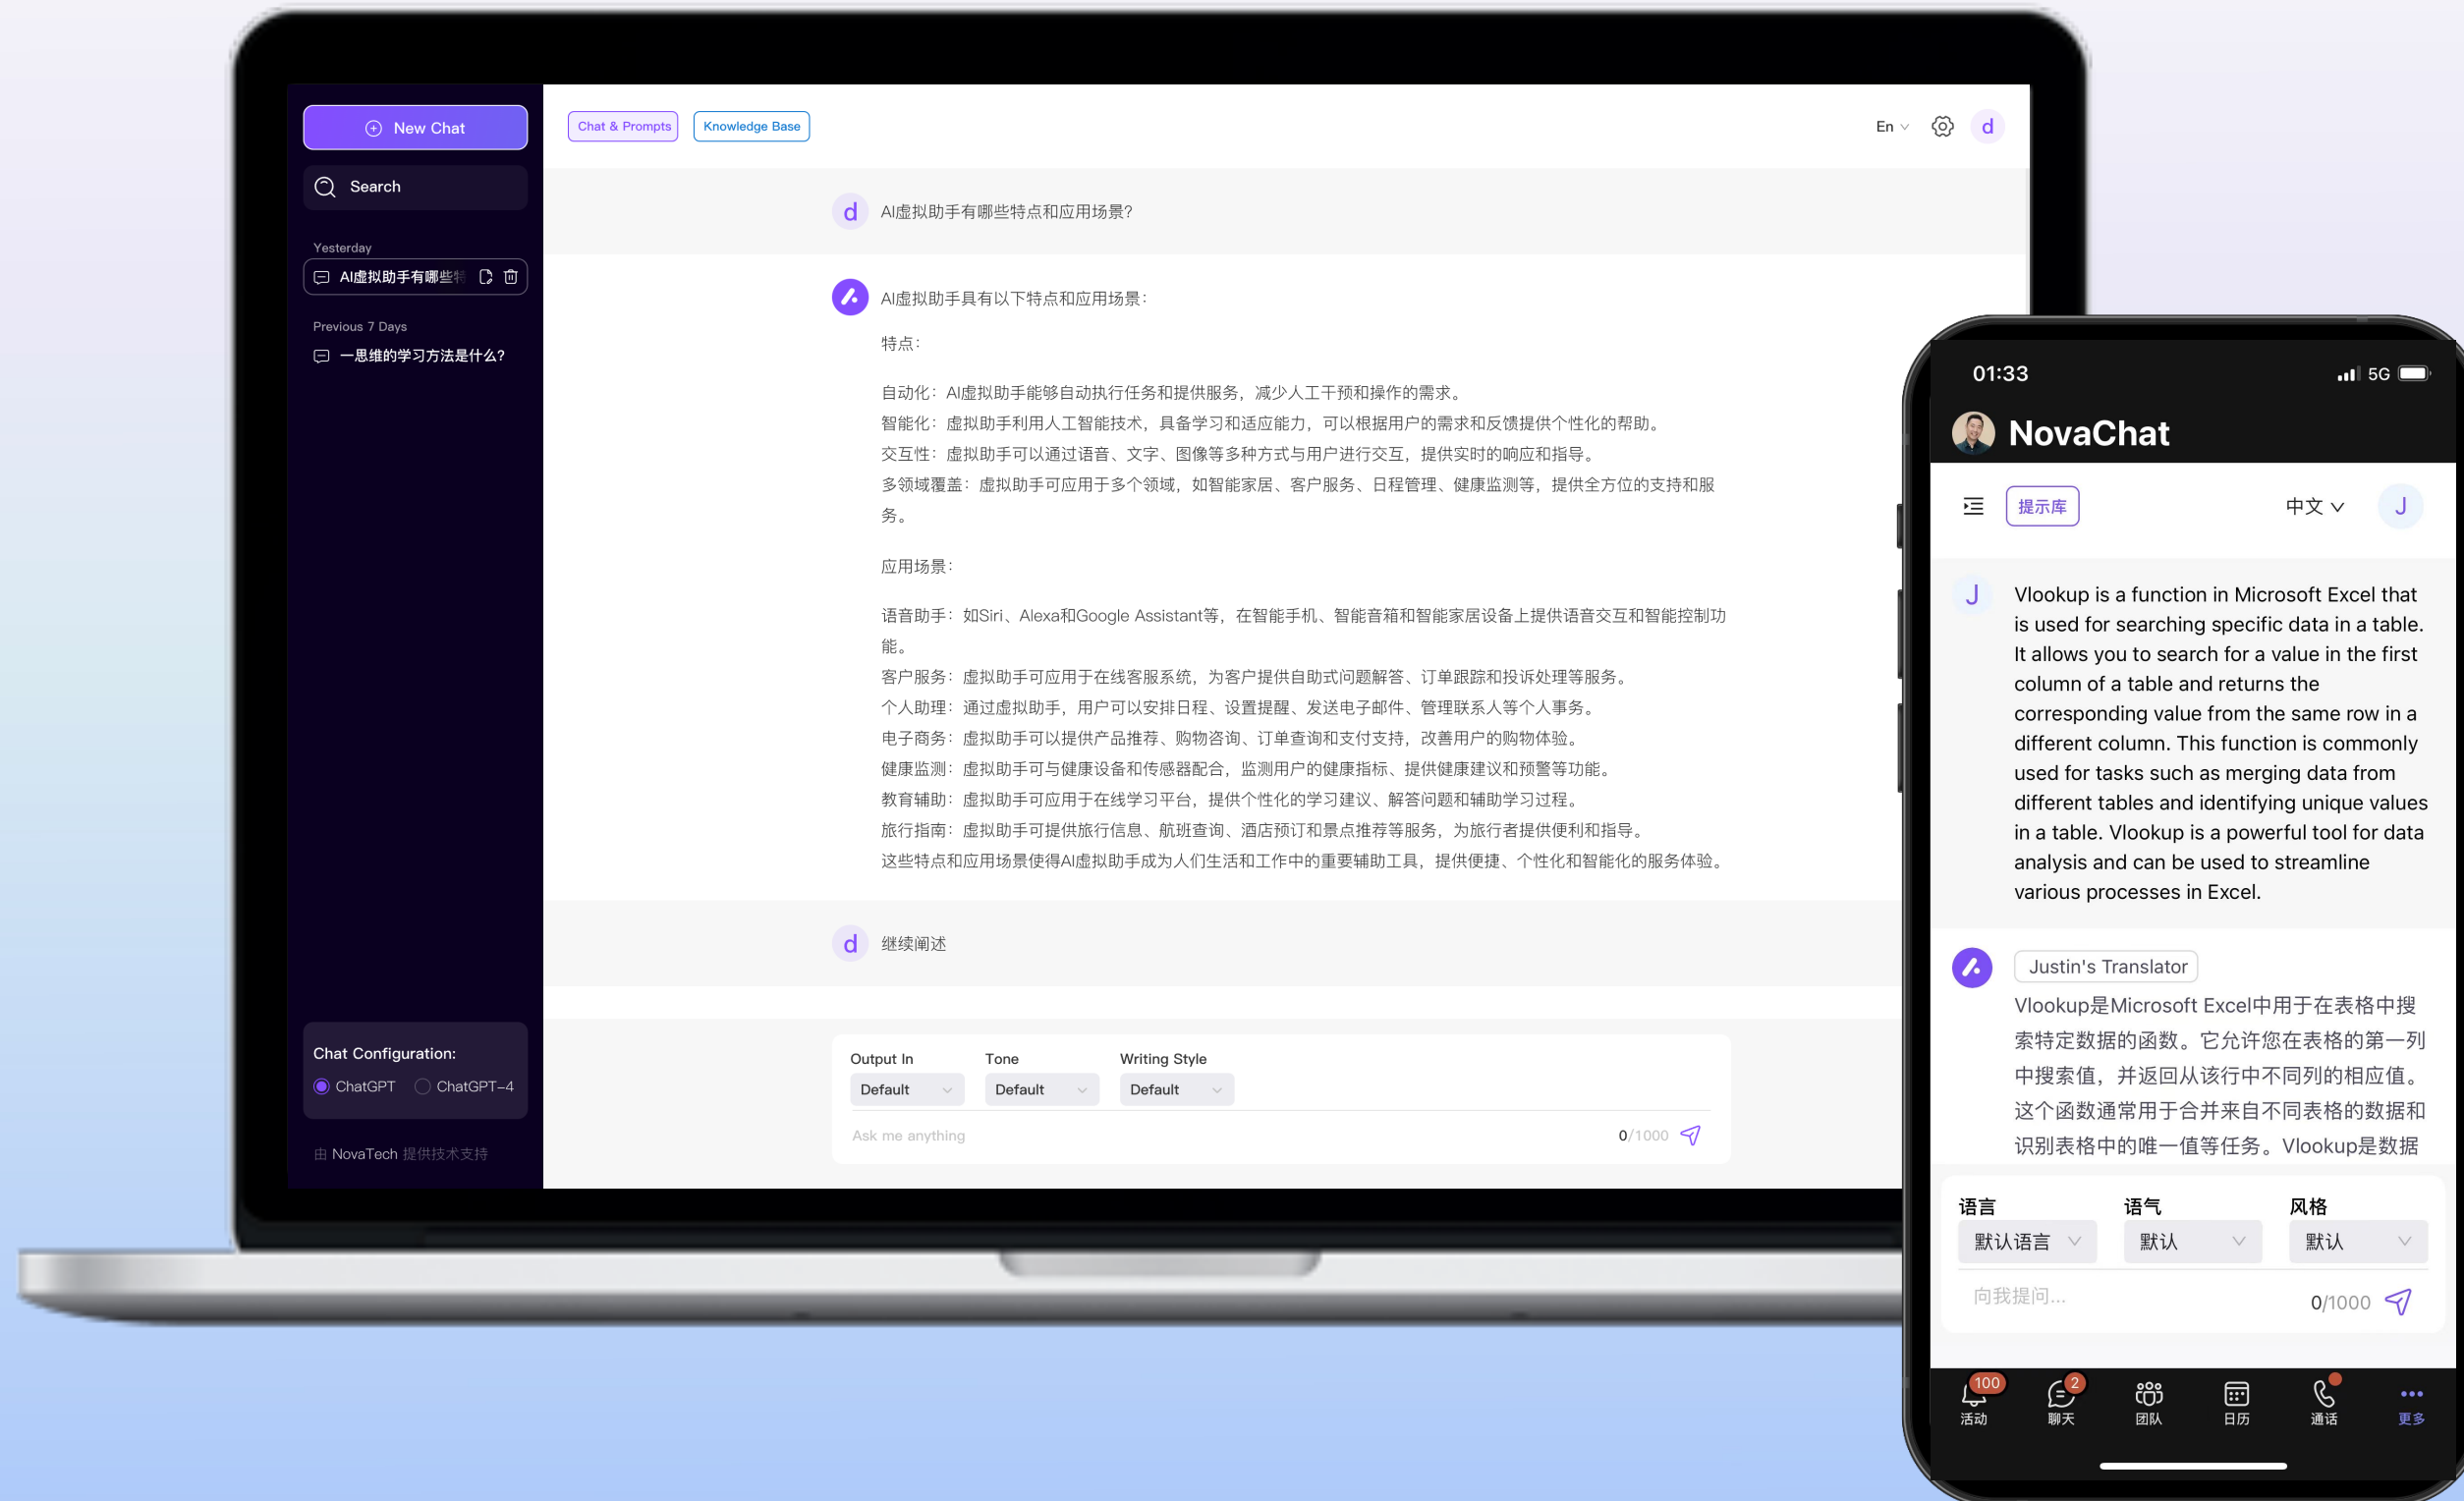 New Chat
Search
Yesterday
AI虚拟助手有哪些特
Previous 7 Days
一思维的学习方法是什么?
Chat Configuration:
ChatGPT ChatGPT-4
由 NovaTech 提供技术支持
Chat & Prompts Knowledge Base
En d
d AI虚拟助手有哪些特点和应用场景?
AI虚拟助手具有以下特点和应用场景：
特点：
自动化：AI虚拟助手能够自动执行任务和提供服务，减少人工干预和操作的需求。
智能化：虚拟助手利用人工智能技术，具备学习和适应能力，可以根据用户的需求和反馈提供个性化的帮助。
交互性：虚拟助手可以通过语音、文字、图像等多种方式与用户进行交互，提供实时的响应和指导。
多领域覆盖：虚拟助手可应用于多个领域，如智能家居、客户服务、日程管理、健康监测等，提供全方位的支持和服
务。
应用场景：
语音助手：如Siri、Alexa和Google Assistant等，在智能手机、智能音箱和智能家居设备上提供语音交互和智能控制功
能。
客户服务：虚拟助手可应用于在线客服系统，为客户提供自助式问题解答、订单跟踪和投诉处理等服务。
个人助理：通过虚拟助手，用户可以安排日程、设置提醒、发送电子邮件、管理联系人等个人事务。
电子商务：虚拟助手可以提供产品推荐、购物咨询、订单查询和支付支持，改善用户的购物体验。
健康监测：虚拟助手可与健康设备和传感器配合，监测用户的健康指标、提供健康建议和预警等功能。
教育辅助：虚拟助手可应用于在线学习平台，提供个性化的学习建议、解答问题和辅助学习过程。
旅行指南：虚拟助手可提供旅行信息、航班查询、酒店预订和景点推荐等服务，为旅行者提供便利和指导。
这些特点和应用场景使得AI虚拟助手成为人们生活和工作中的重要辅助工具，提供便捷、个性化和智能化的服务体验。
d 继续阐述
Output In Tone Writing Style
Default Default Default
Ask me anything 0/1000
01:33 5G
NovaChat
提示库 中文 J
J Vlookup is a function in Microsoft Excel that
is used for searching specific data in a table.
It allows you to search for a value in the first
column of a table and returns the
corresponding value from the same row in a
different column. This function is commonly
used for tasks such as merging data from
different tables and identifying unique values
in a table. Vlookup is a powerful tool for data
analysis and can be used to streamline
various processes in Excel.
Justin's Translator
Vlookup是Microsoft Excel中用于在表格中搜
索特定数据的函数。它允许您在表格的第一列
中搜索值，并返回从该行中不同列的相应值。
这个函数通常用于合并来自不同表格的数据和
识别表格中的唯一值等任务。Vlookup是数据
语言 语气 风格
默认语言 默认 默认
向我提问... 0/1000
100 2
活动 聊天 团队 日历 通话 更多